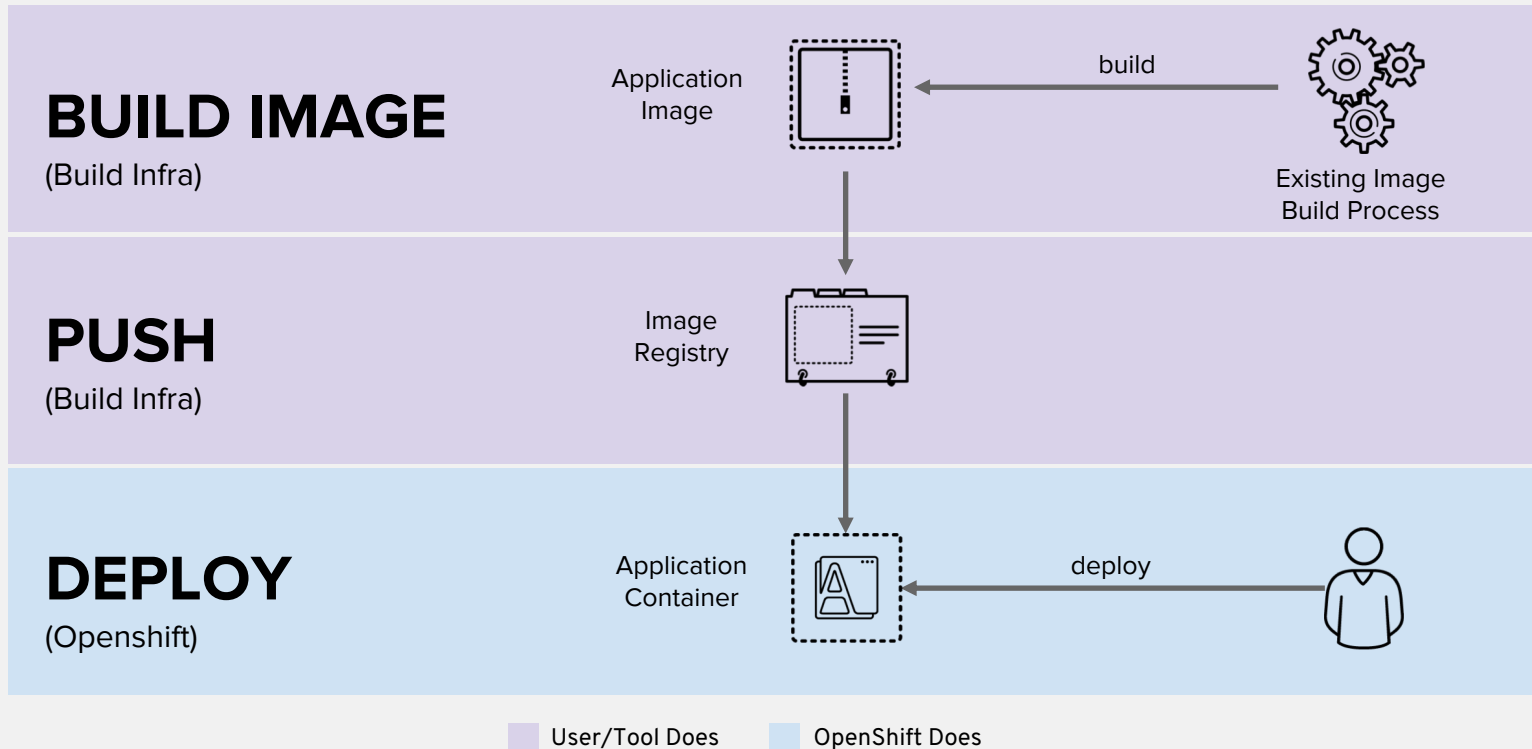 BUILD IMAGE
(Build Infra)
Application
Image
build
Existing Image
Build Process
PUSH
(Build Infra)
Image
Registry
DEPLOY
(Openshift)
Application
Container
A
deploy
User/Tool Does
OpenShift Does